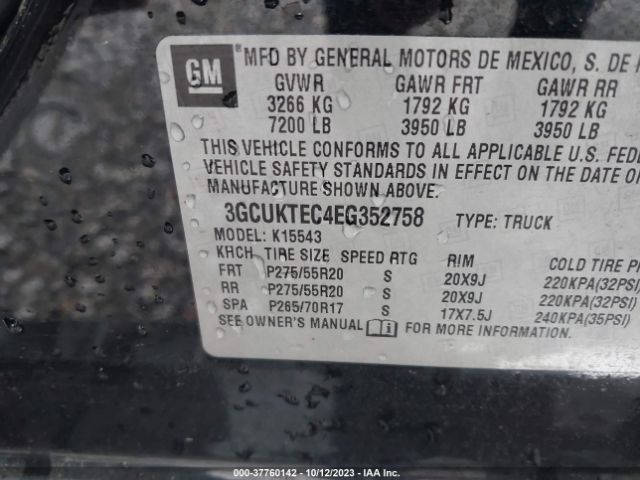 GM
MFD BY GENERAL MOTORS DE MEXICO, S. DE
GVWR GAWR FRT GAWR RR
3266 KG 1792 KG 1792 KG
7200 LB 3950 LB 3950 LB
THIS VEHICLE CONFORMS TO ALL APPLICABLE U.S. FEDE
VEHICLE SAFETY STANDARDS IN EFFECT ON THE DATE O
MANUFACTURE SHOWN ABOVE.
3GCUKTEC4EG352758 TYPE: TRUCK
MODEL: K15543
KRCH TIRE SIZE SPEED RTG RIM COLD TIRE P
FRT P275/55R20 S 20X9J 220KPA(32PSI)
RR P275/55R20 S 20X9J 220KPA(32PSI)
SPA P265/70R17 S 17X7.5J 240KPA(35PSI)
SEE OWNER'S MANUAL FOR MORE INFORMATION.
000-37760142 - 10/12/2023 - IAA Inc.